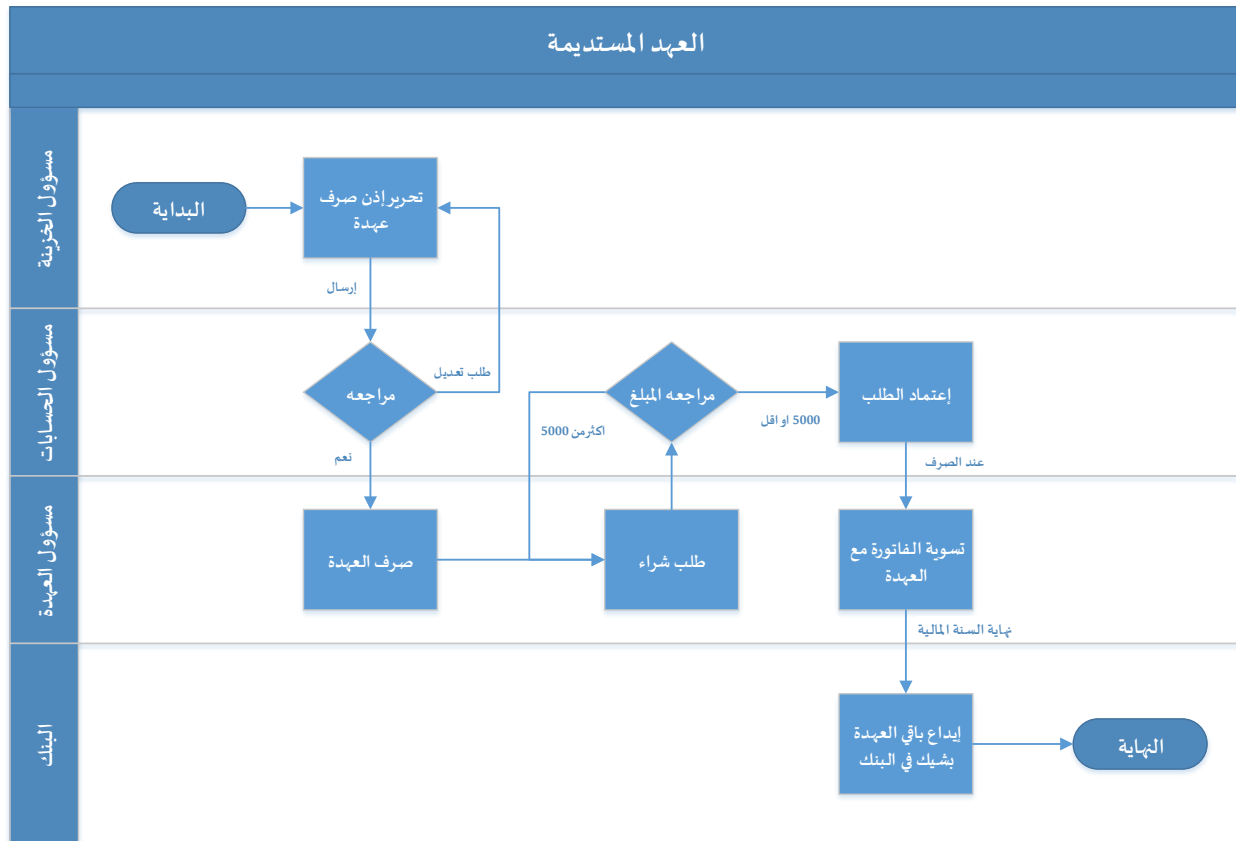 العهد المستديمة
مسؤول الخزينة
البداية
تحرير إذن صرف
عهدة
إرسال
مسؤول الحسابات
مراجعه
طلب تعديل
نعم
مراجعه المبلغ
اكثر من 5000
5000 او اقل
إعتماد الطلب
عند الصرف
مسؤول العهدة
صرف العهدة
طلب شراء
تسوية الفاتورة مع
العهدة
نهاية السنة المالية
البنك
إيداع باقي العهدة
بشيك في البنك
النهاية